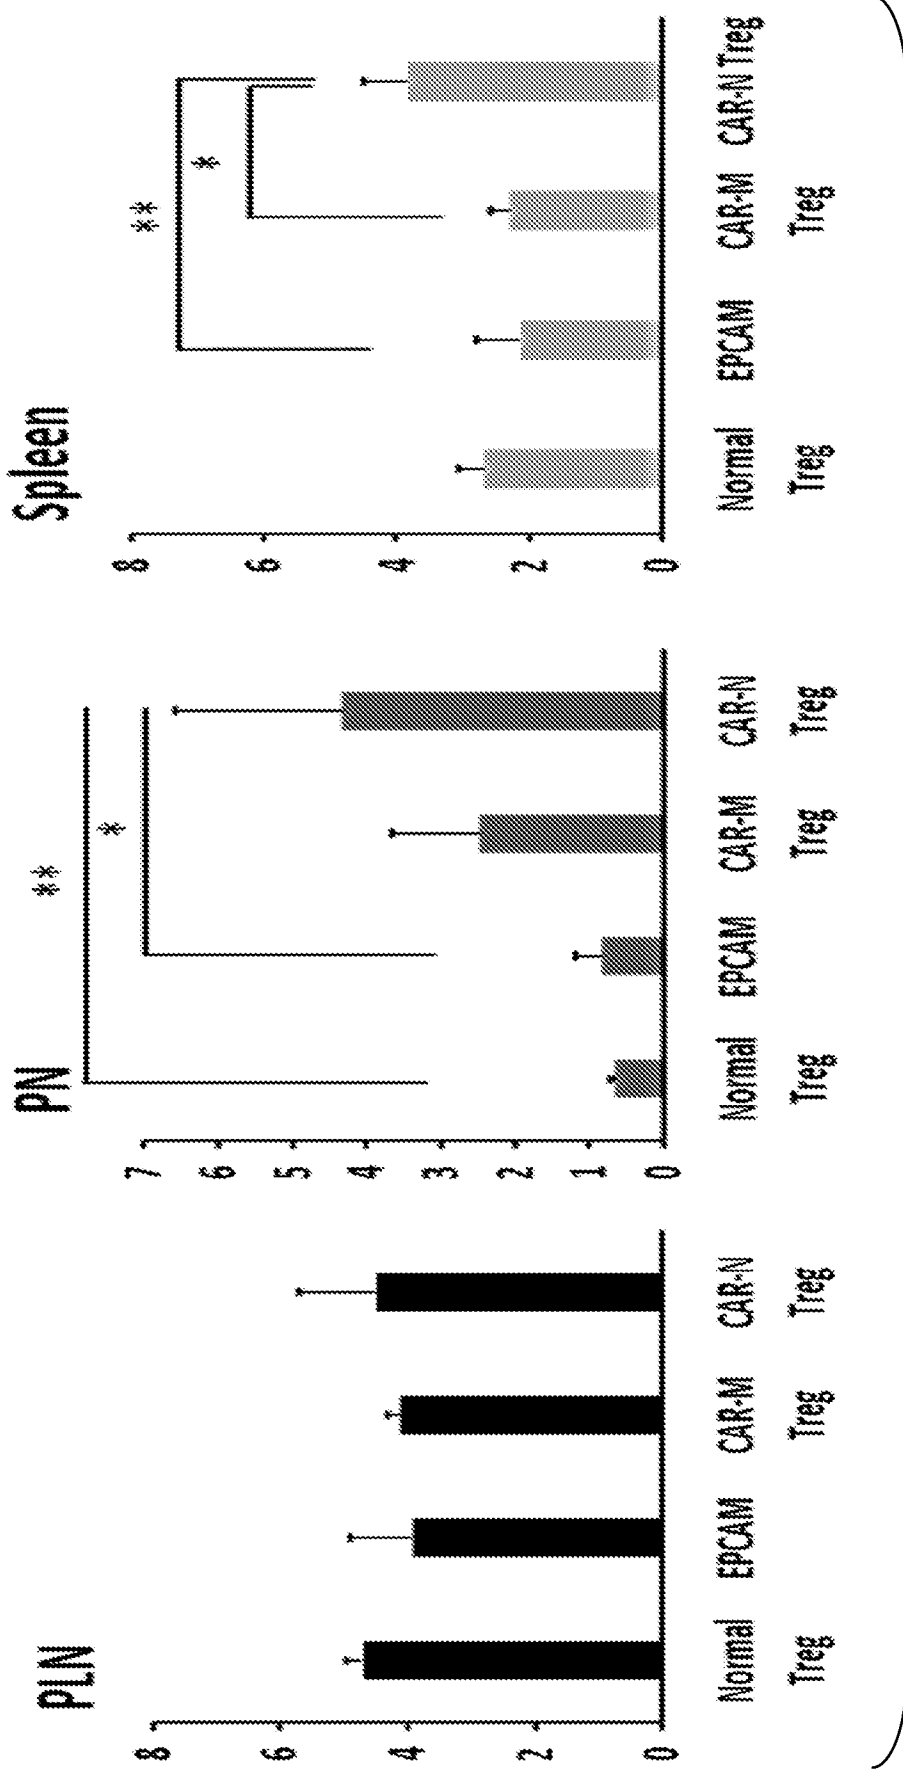 PLN
8
6
4
2
0
Normal EPCAM CAR-M CAR-N
Treg Treg Treg
PN
**
*
7
6
5
4
3
2
1
0
Normal EPCAM CAR-M CAR-N
Treg Treg Treg
Spleen
**
*
8
6
4
2
0
Normal EPCAM CAR-M CAR-N Treg
Treg Treg